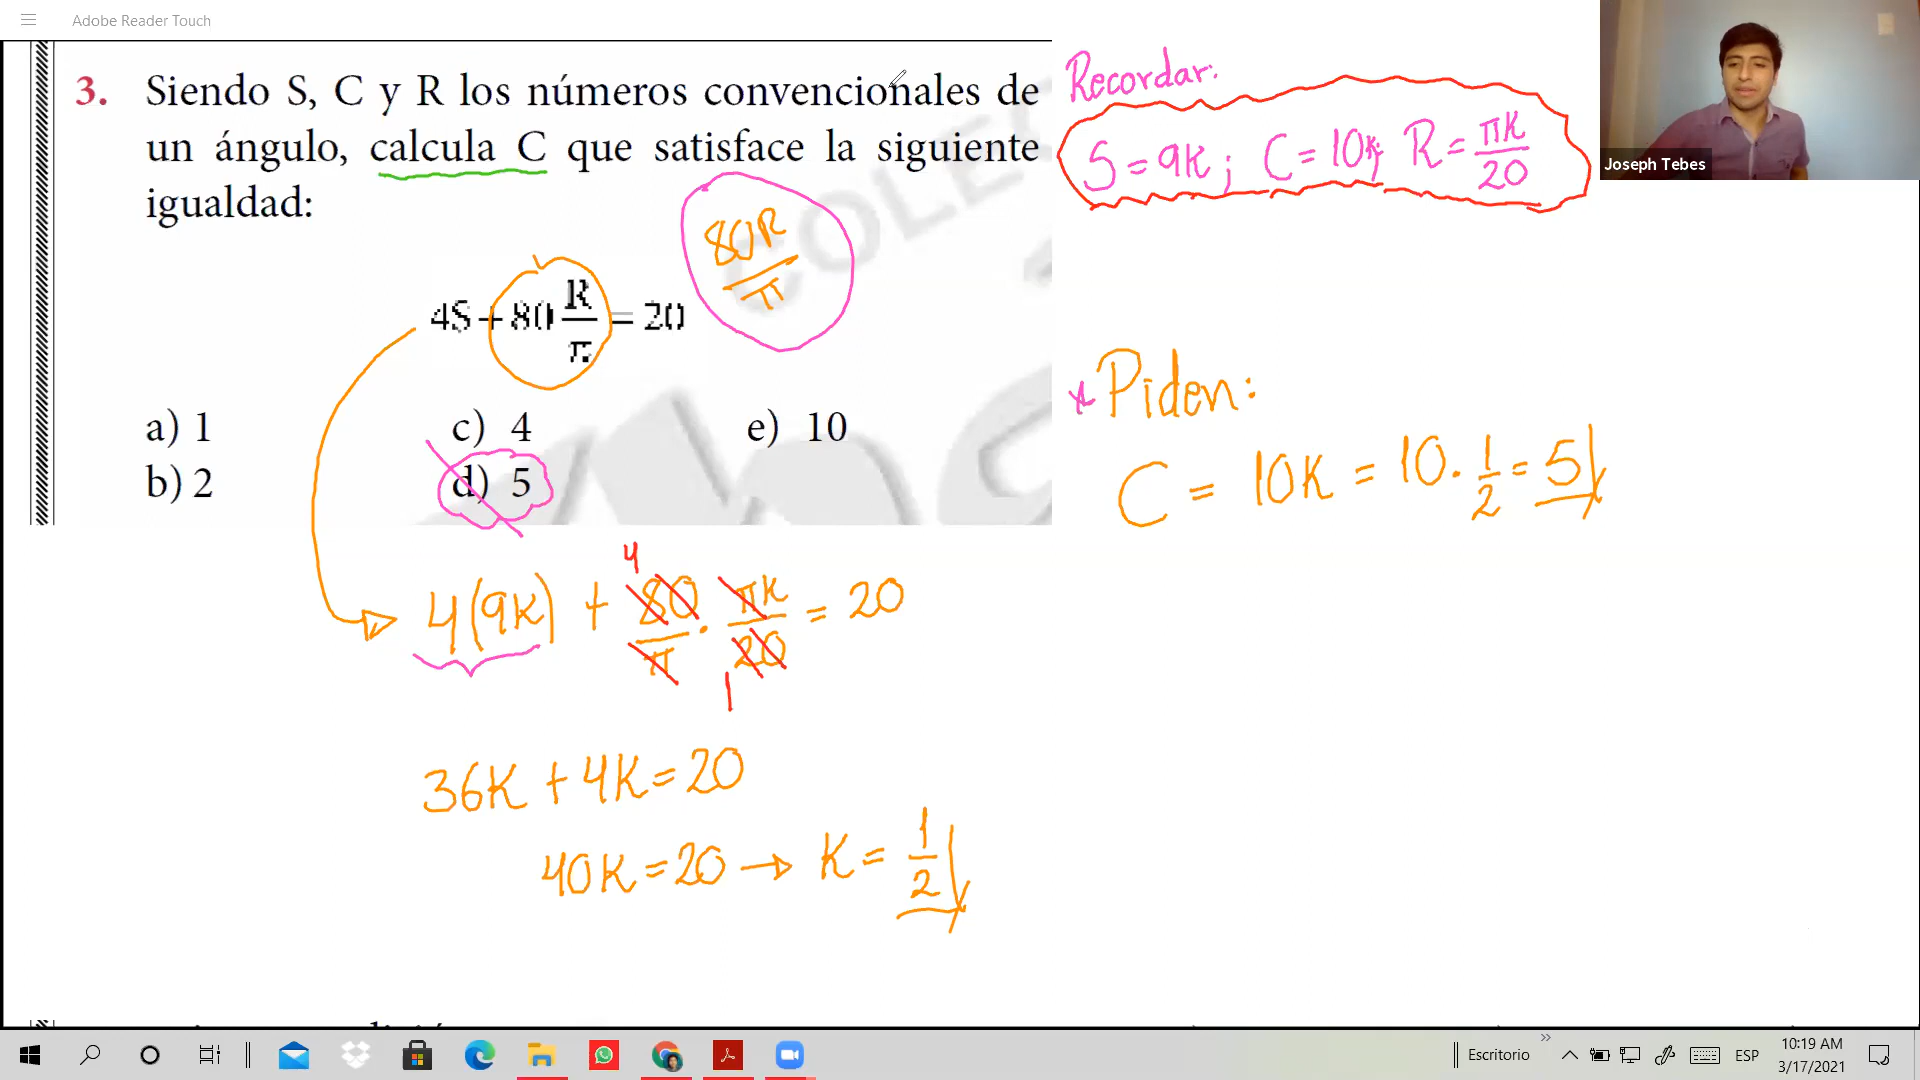 Adobe Reader Touch
3. Siendo S, C y R los números convencionales de
un ángulo, calcula C que satisface la siguiente
igualdad:
4S + 80 R/π = 20
80R/π
a) 1
b) 2
c) 4
d) 5
e) 10
4(9K) + 80/π . πK/20 = 20
4
1
36K + 4K = 20
40K = 20 → K = 1/2
Recordar:
S = 9K ; C = 10K; R = πK/20
Joseph Tebes
* Piden:
C = 10K = 10 . 1/2 = 5
Escritorio
ESP
10:19 AM
3/17/2021